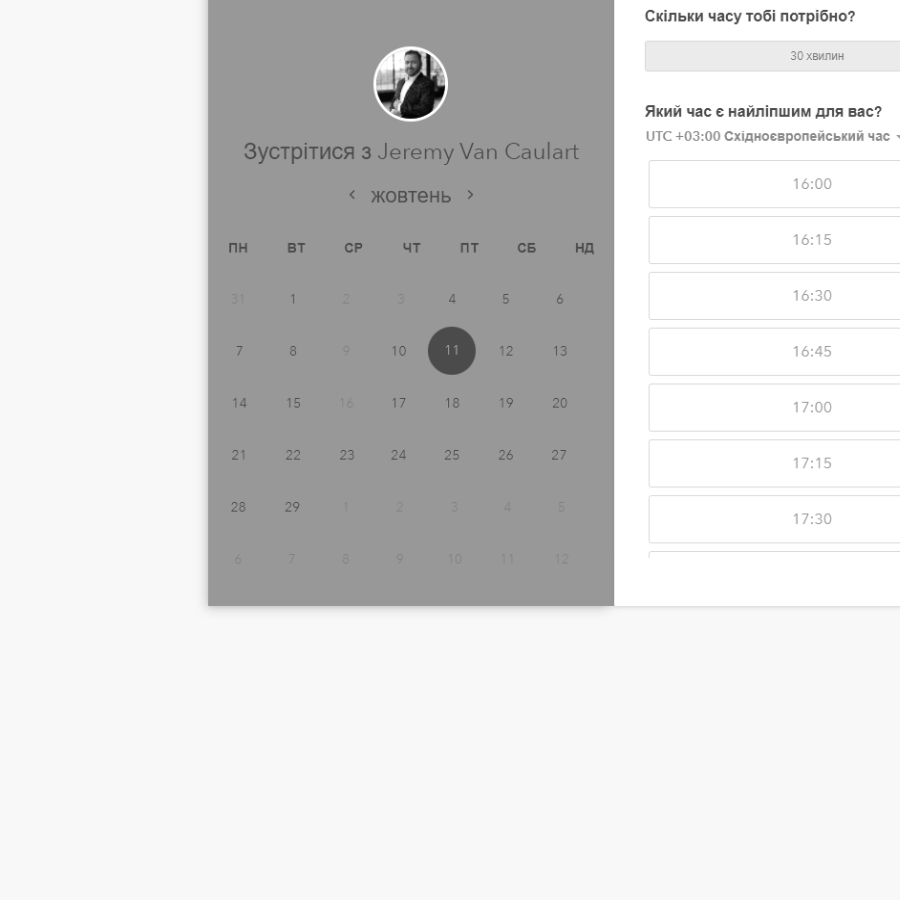 Зустрітися з Jeremy Van Caulart
жовтень
ПН ВТ СР ЧТ ПТ СБ НД
31 1 2 3 4 5 6
7 8 9 10 11 12 13
14 15 16 17 18 19 20
21 22 23 24 25 26 27
28 29 1 2 3 4 5
6 7 8 9 10 11 12
Скільки часу тобі потрібно?
30 хвилин
Який час є найліпшим для вас?
UTC +03:00 Східноєвропейський час
16:00
16:15
16:30
16:45
17:00
17:15
17:30